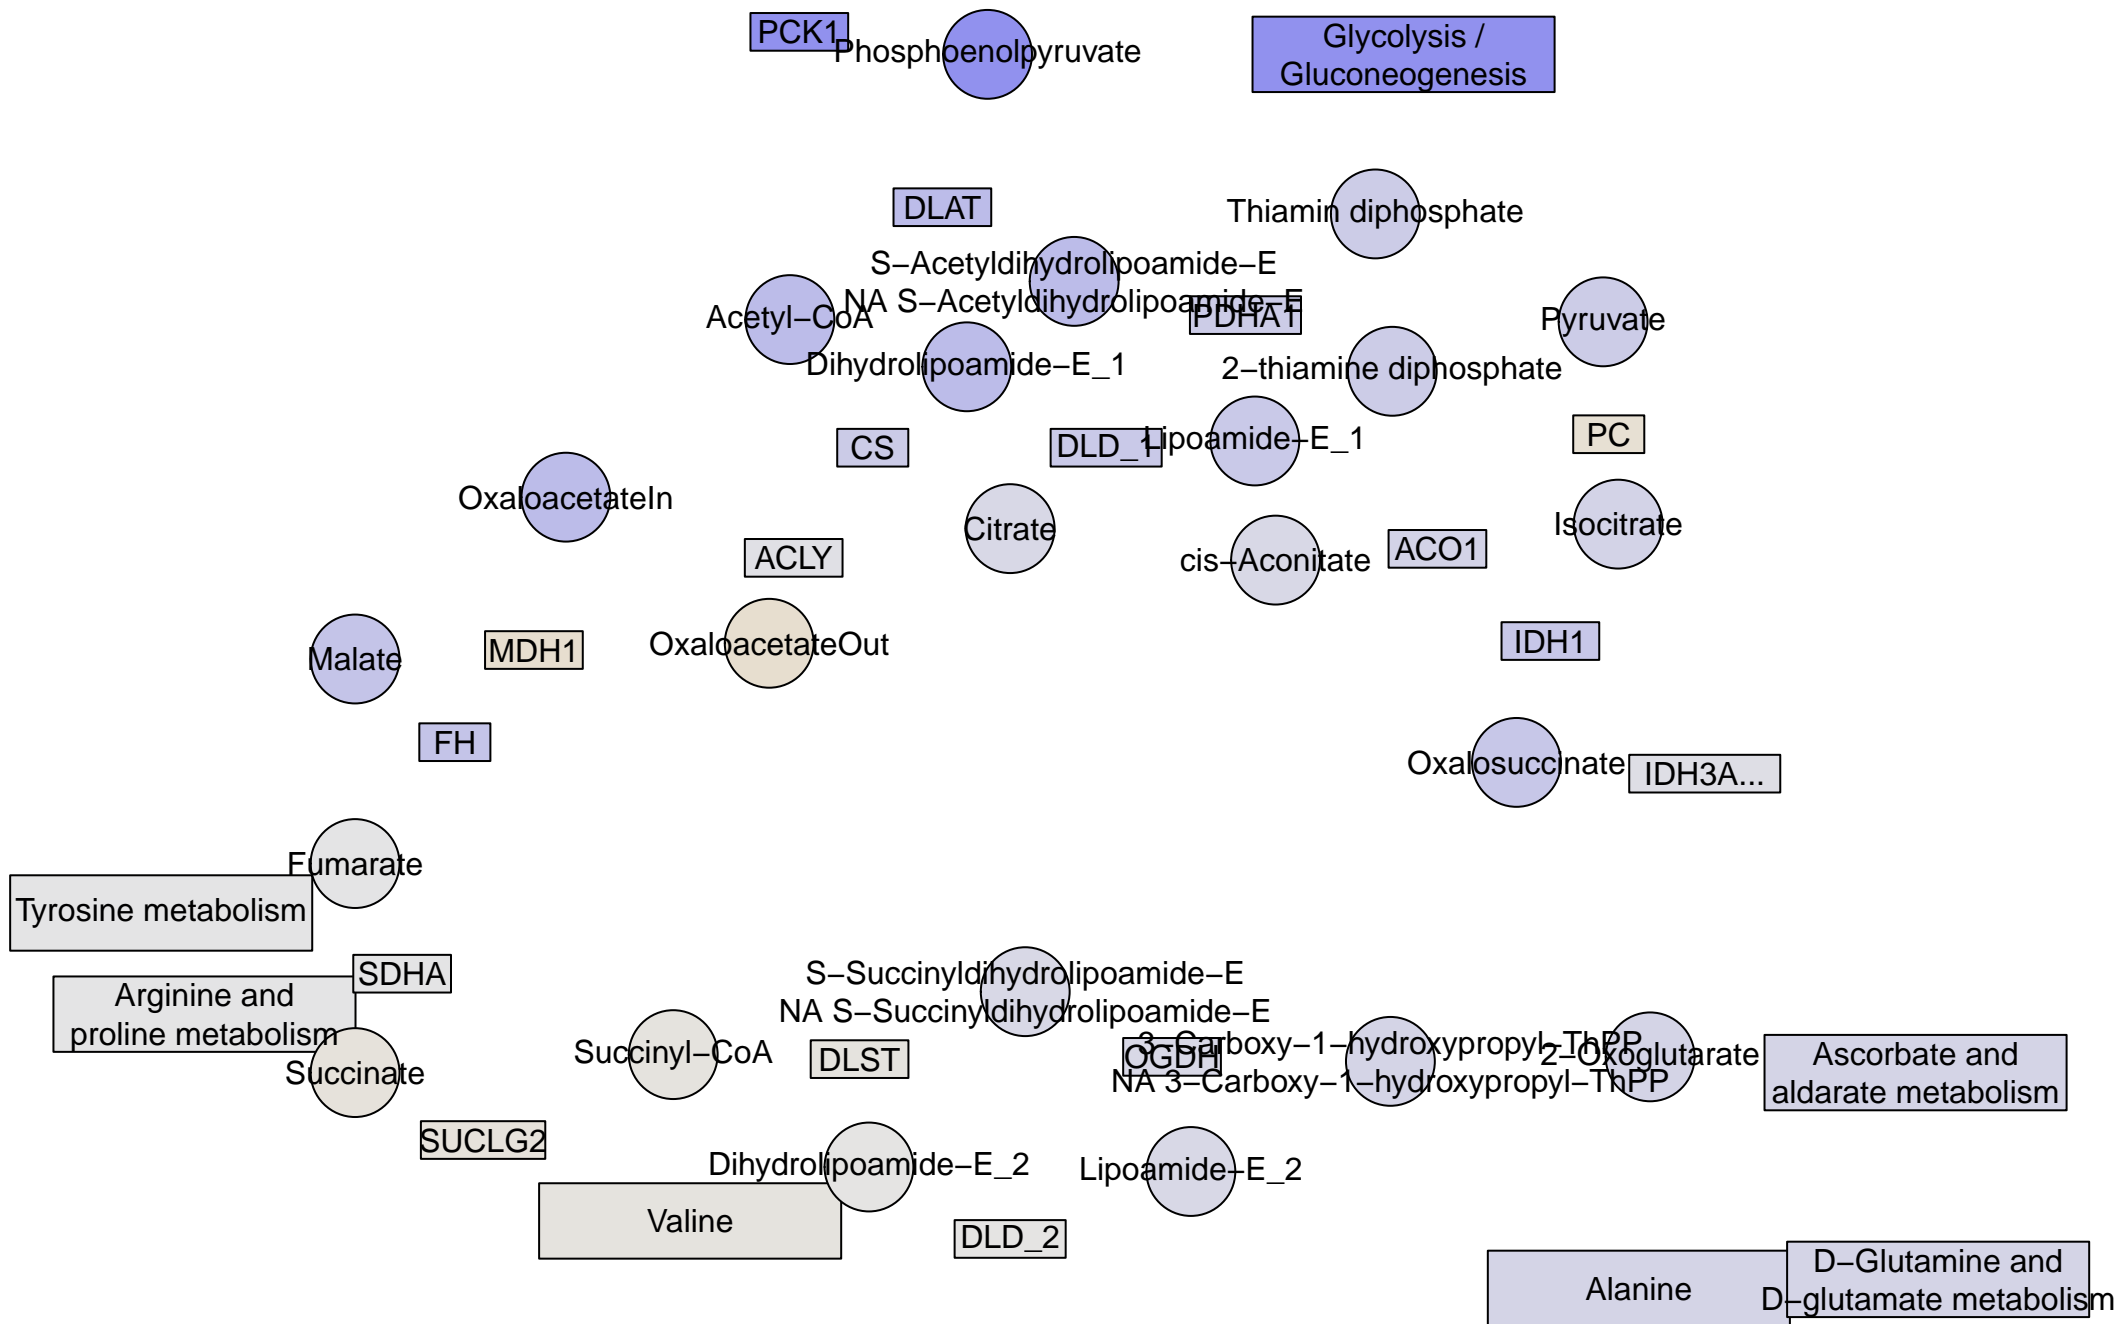 PCK1
Phosphoenolpyruvate
Glycolysis /
Gluconeogenesis
DLAT
Thiamin diphosphate
S−Acetyldihydrolipoamide−E
NA S−Acetyldihydrolipoamide−E
Acetyl−CoA
PDHA1
Pyruvate
Dihydrolipoamide−E_1
2−thiamine diphosphate
CS
DLD_1
Lipoamide−E_1
PC
OxaloacetateIn
Citrate
Isocitrate
ACLY
cis−Aconitate
ACO1
Malate
MDH1
OxaloacetateOut
IDH1
FH
Oxalosuccinate
IDH3A...
Fumarate
Tyrosine metabolism
SDHA
Arginine and
proline metabolism
S−Succinyldihydrolipoamide−E
NA S−Succinyldihydrolipoamide−E
Succinate
Succinyl−CoA
DLST
OGDH
3−Carboxy−1−hydroxypropyl−ThPP
NA 3−Carboxy−1−hydroxypropyl−ThPP
2−Oxoglutarate
Ascorbate and
aldarate metabolism
SUCLG2
Dihydrolipoamide−E_2
Lipoamide−E_2
Valine
DLD_2
Alanine
D−Glutamine and
D−glutamate metabolism